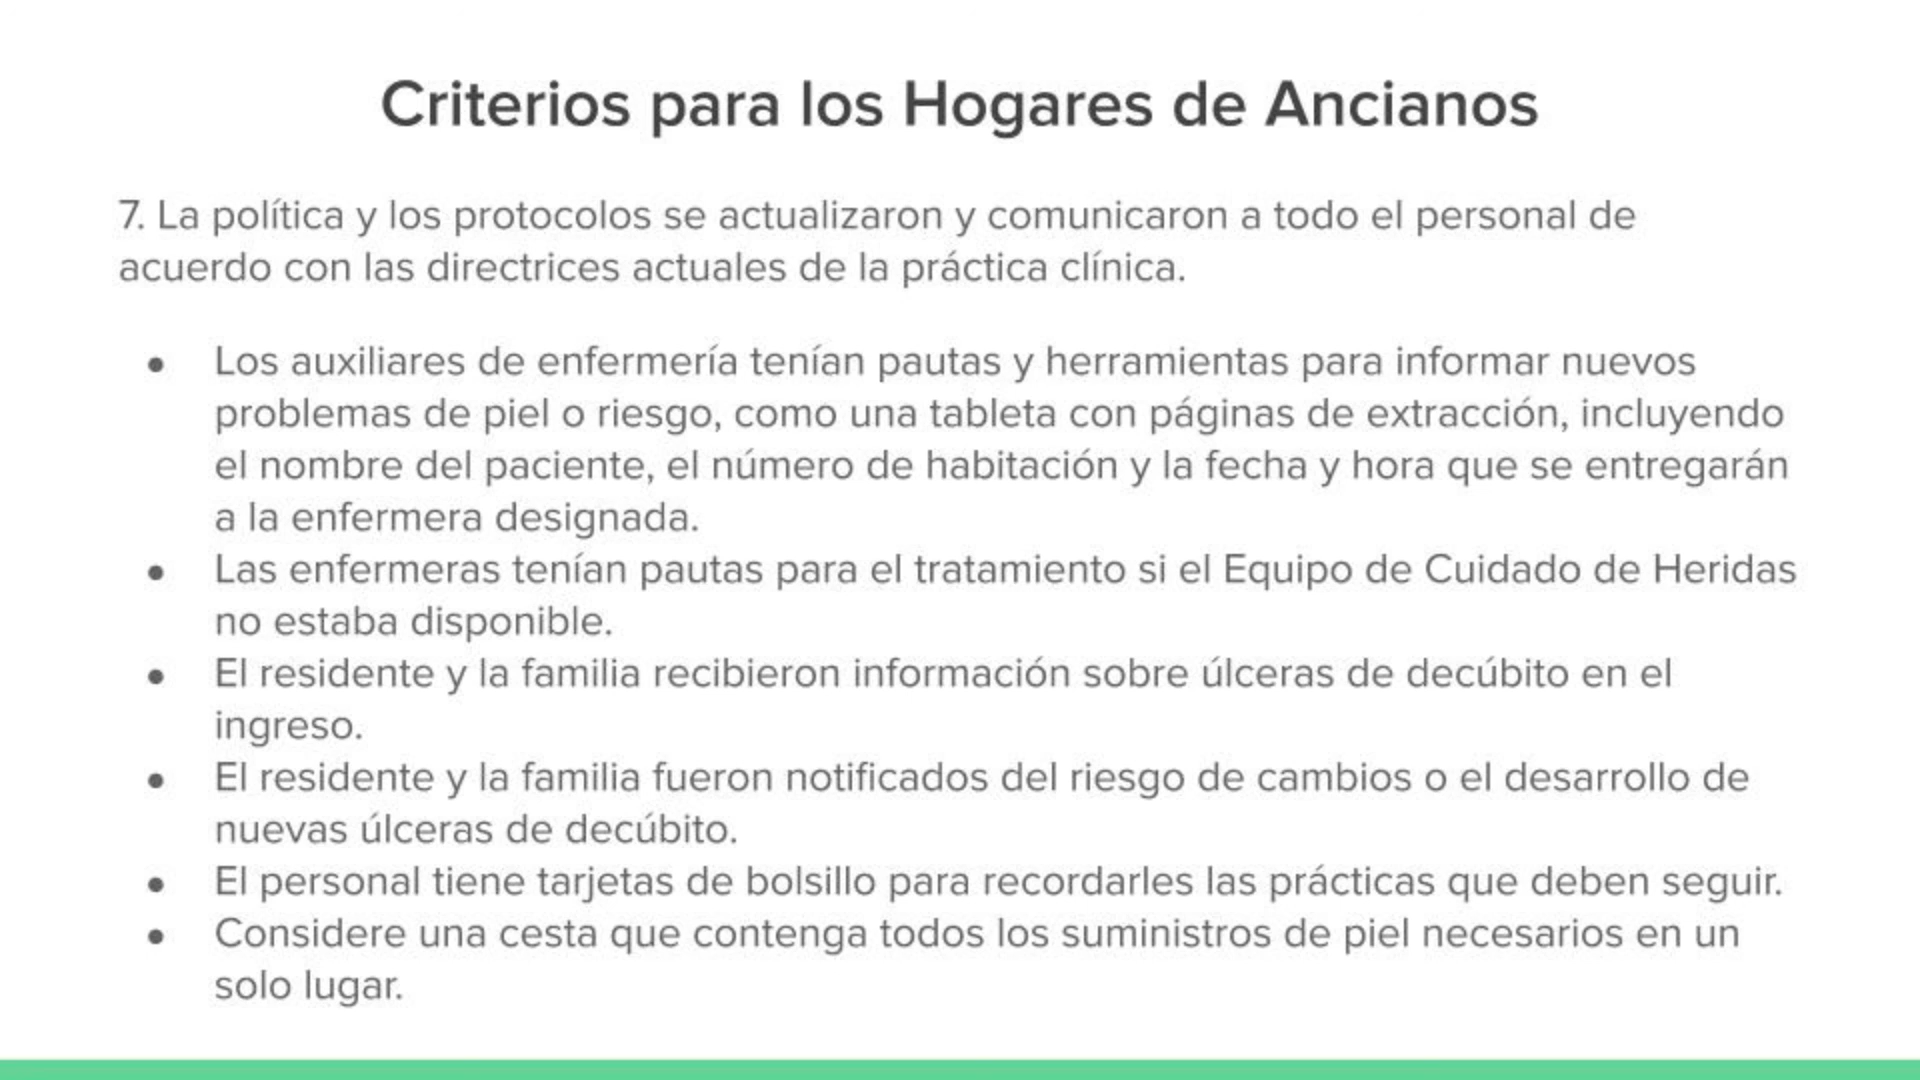 Criterios para los Hogares de Ancianos
7. La política y los protocolos se actualizaron y comunicaron a todo el personal de
acuerdo con las directrices actuales de la práctica clínica.
● Los auxiliares de enfermería tenían pautas y herramientas para informar nuevos
problemas de piel o riesgo, como una tableta con páginas de extracción, incluyendo
el nombre del paciente, el número de habitación y la fecha y hora que se entregarán
a la enfermera designada.
● Las enfermeras tenían pautas para el tratamiento si el Equipo de Cuidado de Heridas
no estaba disponible.
● El residente y la familia recibieron información sobre úlceras de decúbito en el
ingreso.
● El residente y la familia fueron notificados del riesgo de cambios o el desarrollo de
nuevas úlceras de decúbito.
● El personal tiene tarjetas de bolsillo para recordarles las prácticas que deben seguir.
● Considere una cesta que contenga todos los suministros de piel necesarios en un
solo lugar.